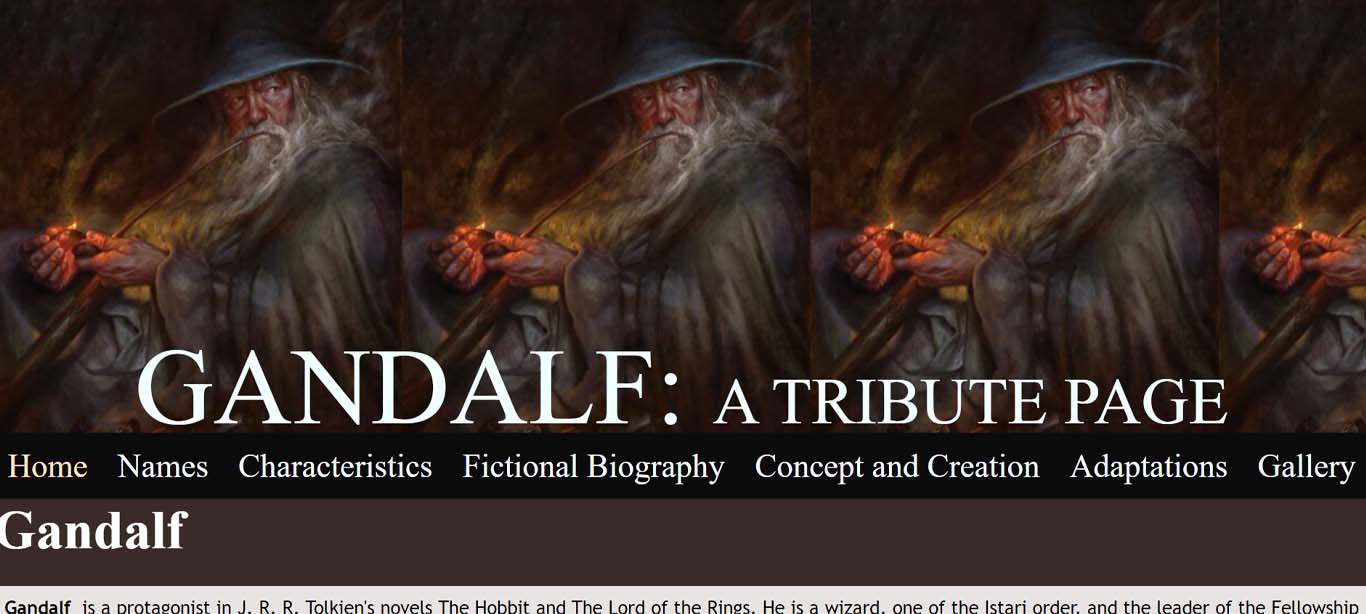 GANDALF: A TRIBUTE PAGE
Home Names Characteristics Fictional Biography Concept and Creation Adaptations Gallery
Gandalf
Gandalf is a protagonist in J. R. R. Tolkien's novels The Hobbit and The Lord of the Rings. He is a wizard, one of the Istari order, and the leader of the Fellowship